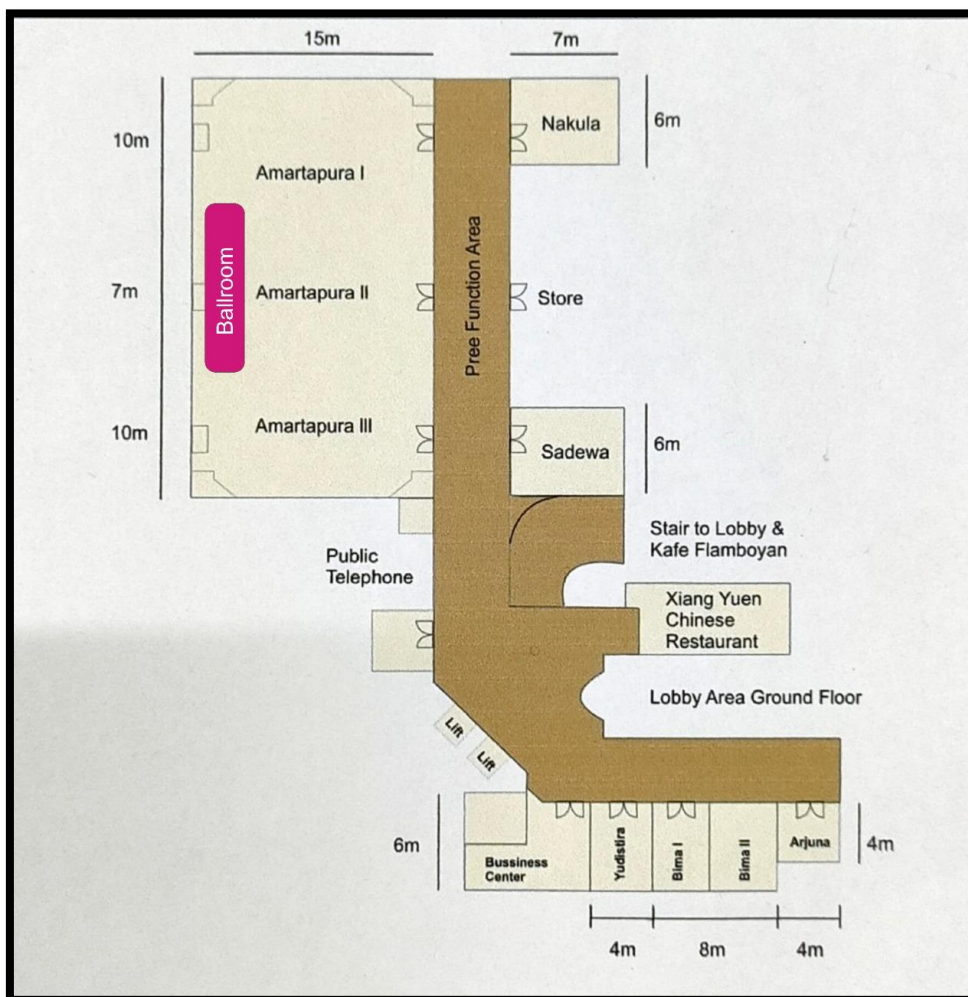 15m
7m
10m
Nakula
6m
Amartapura I
Ballroom
Pree Function Area
7m
Amartapura II
Store
10m
Amartapura III
Sadewa
6m
Stair to Lobby &
Kafe Flamboyan
Public
Telephone
Xiang Yuen
Chinese
Restaurant
Lobby Area Ground Floor
Lift
Lift
6m
Bussiness
Center
Yudistira
Bima I
Bima II
Arjuna
4m
4m
8m
4m